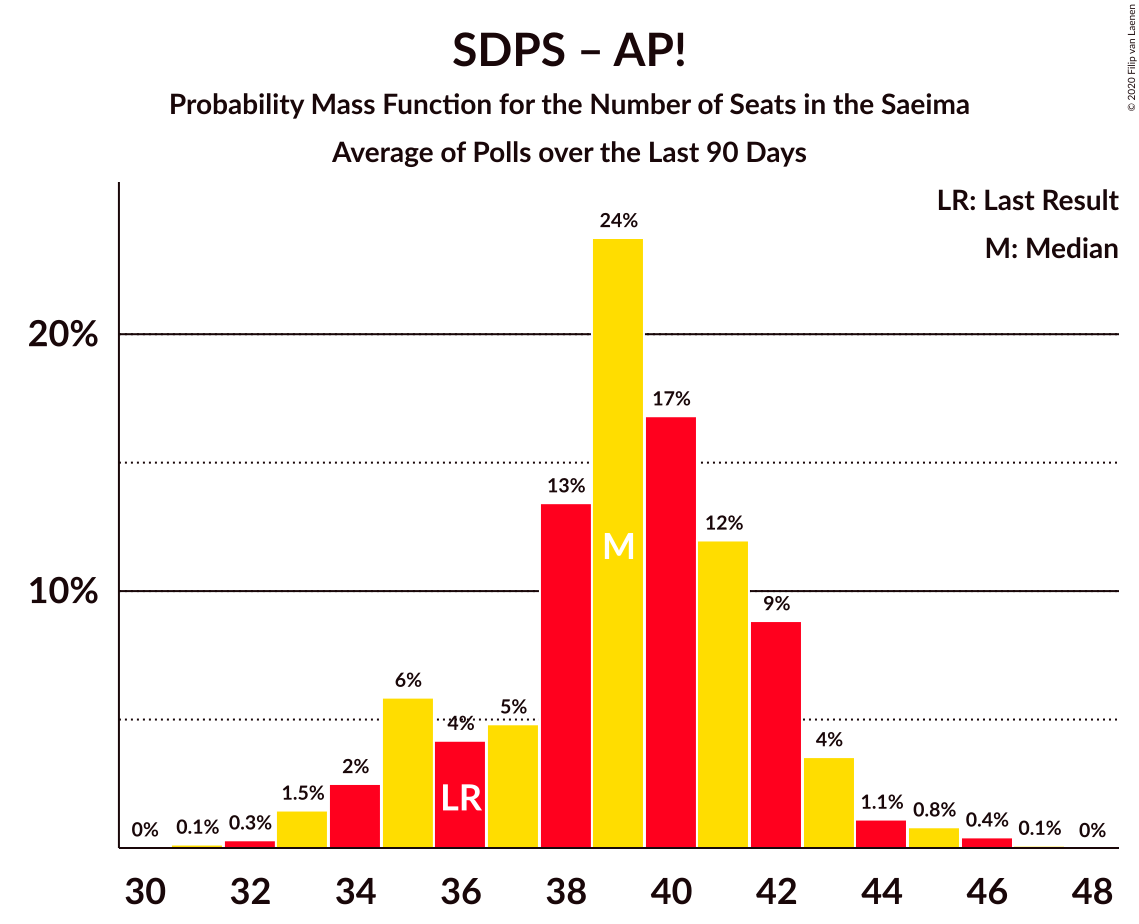 SDPS – AP!
Probability Mass Function for the Number of Seats in the Saeima
Average of Polls over the Last 90 Days
© 2020 Filip van Laenen
LR: Last Result
M: Median
20%
10%
0%
0.1%
0.3%
1.5%
2%
6%
4%
5%
13%
24%
17%
12%
9%
4%
1.1%
0.8%
0.4%
0.1%
0%
LR
M
30 32 34 36 38 40 42 44 46 48